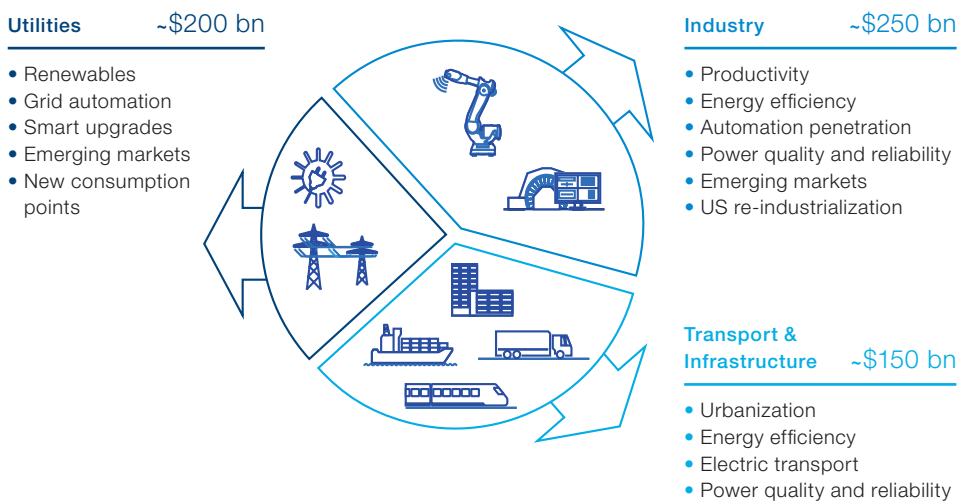 Utilities ~$200 bn
• Renewables
• Grid automation
• Smart upgrades
• Emerging markets
• New consumption
points
Industry ~$250 bn
• Productivity
• Energy efficiency
• Automation penetration
• Power quality and reliability
• Emerging markets
• US re-industrialization
Transport &
Infrastructure ~$150 bn
• Urbanization
• Energy efficiency
• Electric transport
• Power quality and reliability